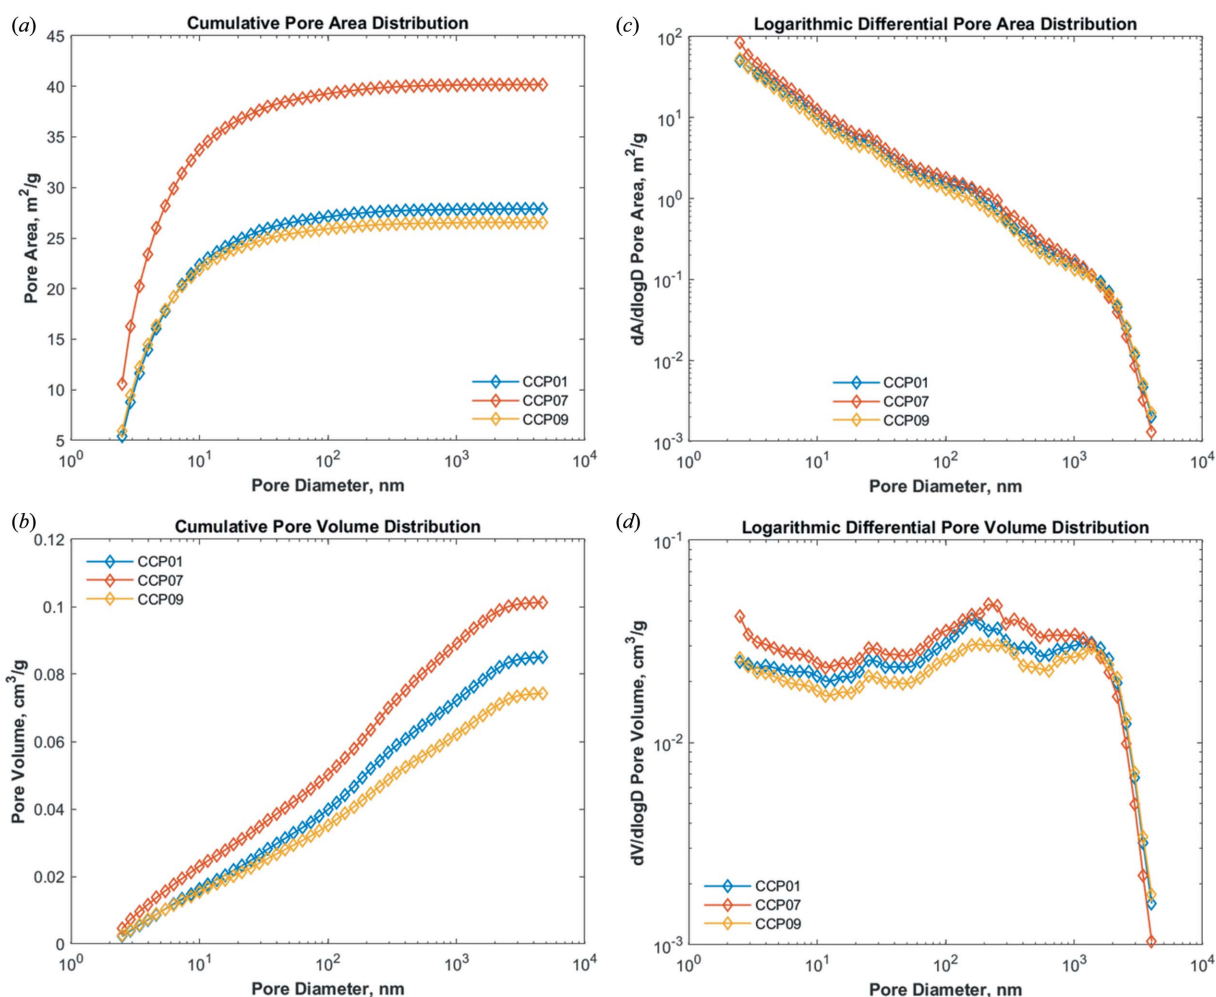 (a)
Cumulative Pore Area Distribution
45
40
35
30
25
20
15
10
5
Pore Area, m²/g
CCP01
CCP07
CCP09
10⁰
10¹
10²
10³
10⁴
Pore Diameter, nm
(c)
Logarithmic Differential Pore Area Distribution
10²
10¹
10⁰
10⁻¹
10⁻²
10⁻³
dA/dlogD Pore Area, m²/g
CCP01
CCP07
CCP09
10⁰
10¹
10²
10³
10⁴
Pore Diameter, nm
(b)
Cumulative Pore Volume Distribution
0.12
0.1
0.08
0.06
0.04
0.02
0
Pore Volume, cm³/g
CCP01
CCP07
CCP09
10⁰
10¹
10²
10³
10⁴
Pore Diameter, nm
(d)
Logarithmic Differential Pore Volume Distribution
10⁻¹
10⁻²
10⁻³
dV/dlogD Pore Volume, cm³/g
CCP01
CCP07
CCP09
10⁰
10¹
10²
10³
10⁴
Pore Diameter, nm